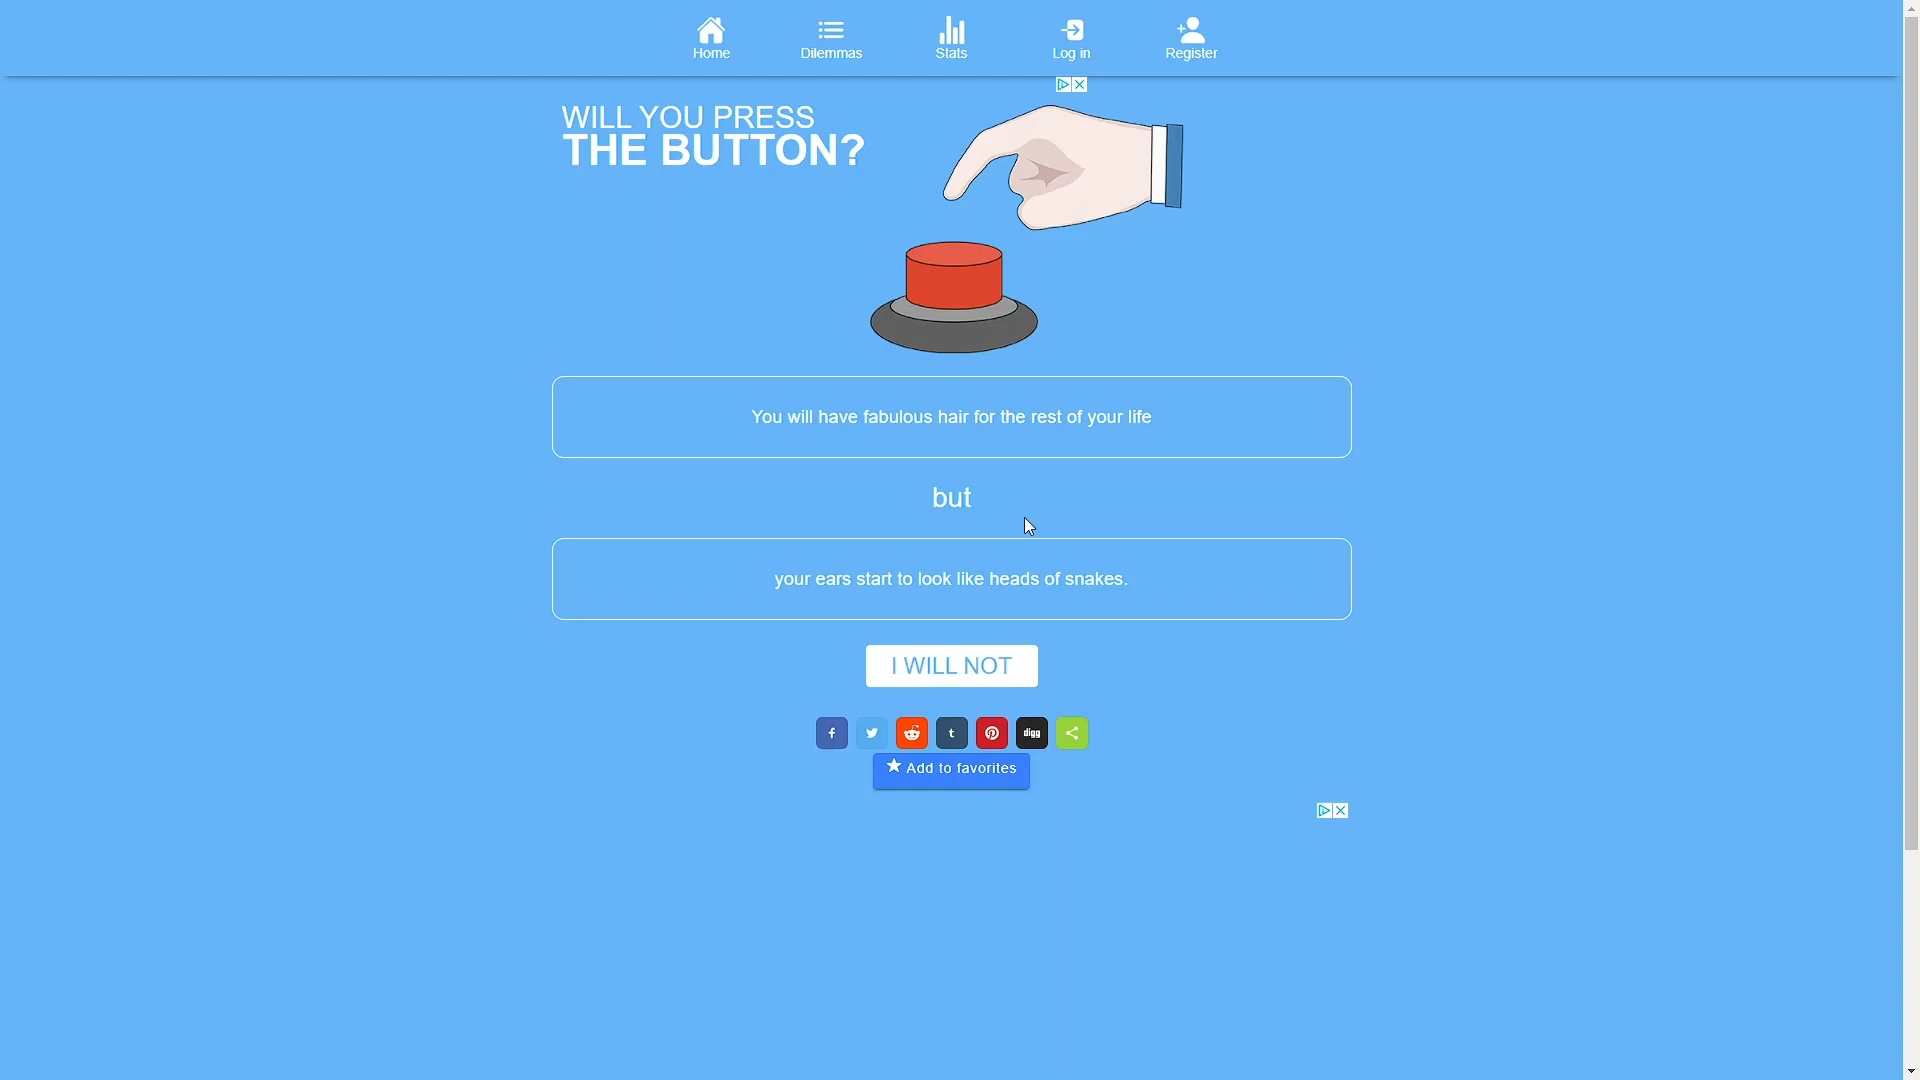 Home
Dilemmas
Stats
Log in
Register
WILL YOU PRESS
THE BUTTON?
You will have fabulous hair for the rest of your life
but
your ears start to look like heads of snakes.
I WILL NOT
f
t
digg
Add to favorites